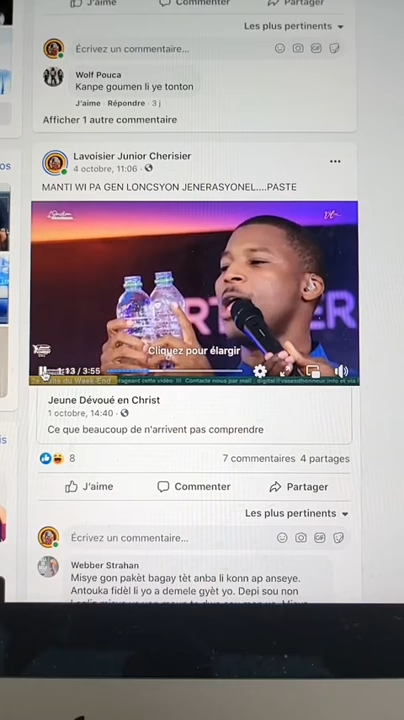 J'aime
Commenter
Partager
Les plus pertinents
Écrivez un commentaire...
Wolf Pouca
Kanpe goumen li ye tonton
J'aime · Répondre · 3 j
Afficher 1 autre commentaire
Lavoisier Junior Cherisier
4 octobre, 11:06
MANTI WI PA GEN LONCSYON JENERASYONEL....PASTE
Cliquez pour élargir
1:13 / 3:55
du Week-End
Jeune Dévoué en Christ
1 octobre, 14:40
Ce que beaucoup de n'arrivent pas comprendre
8
7 commentaires 4 partages
J'aime
Commenter
Partager
Les plus pertinents
Écrivez un commentaire...
Webber Strahan
Misye gon pakèt bagay tèt anba li konn ap anseye.
Antouka fidèl li yo a demele gyèt yo. Depi sou non